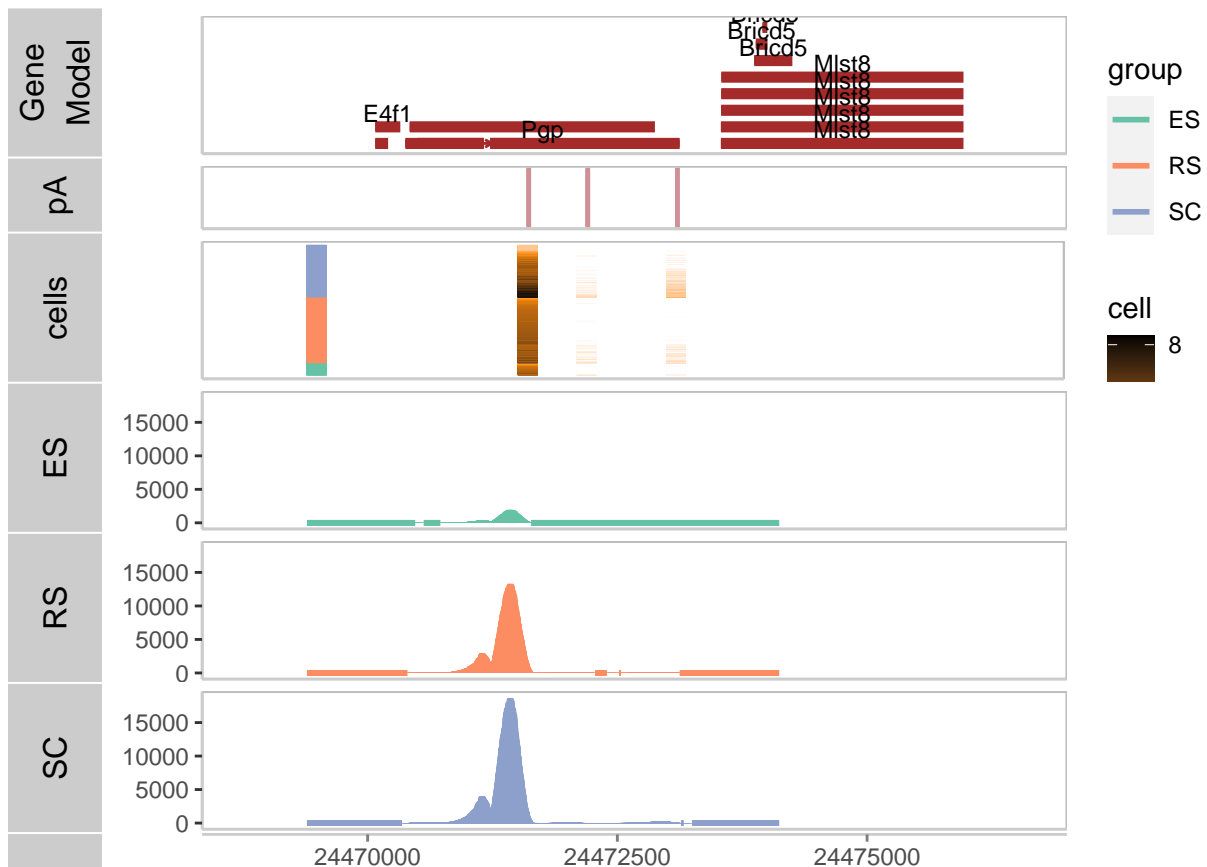 Gene
Model
Bricd5
Bricd5
Bricd5
Mlst8
Mlst8
Mlst8
Mlst8
Mlst8
E4f1
Pgp
pA
cells
ES
15000
10000
5000
0
RS
15000
10000
5000
0
SC
15000
10000
5000
0
24470000
24472500
24475000
group
ES
RS
SC
cell
8